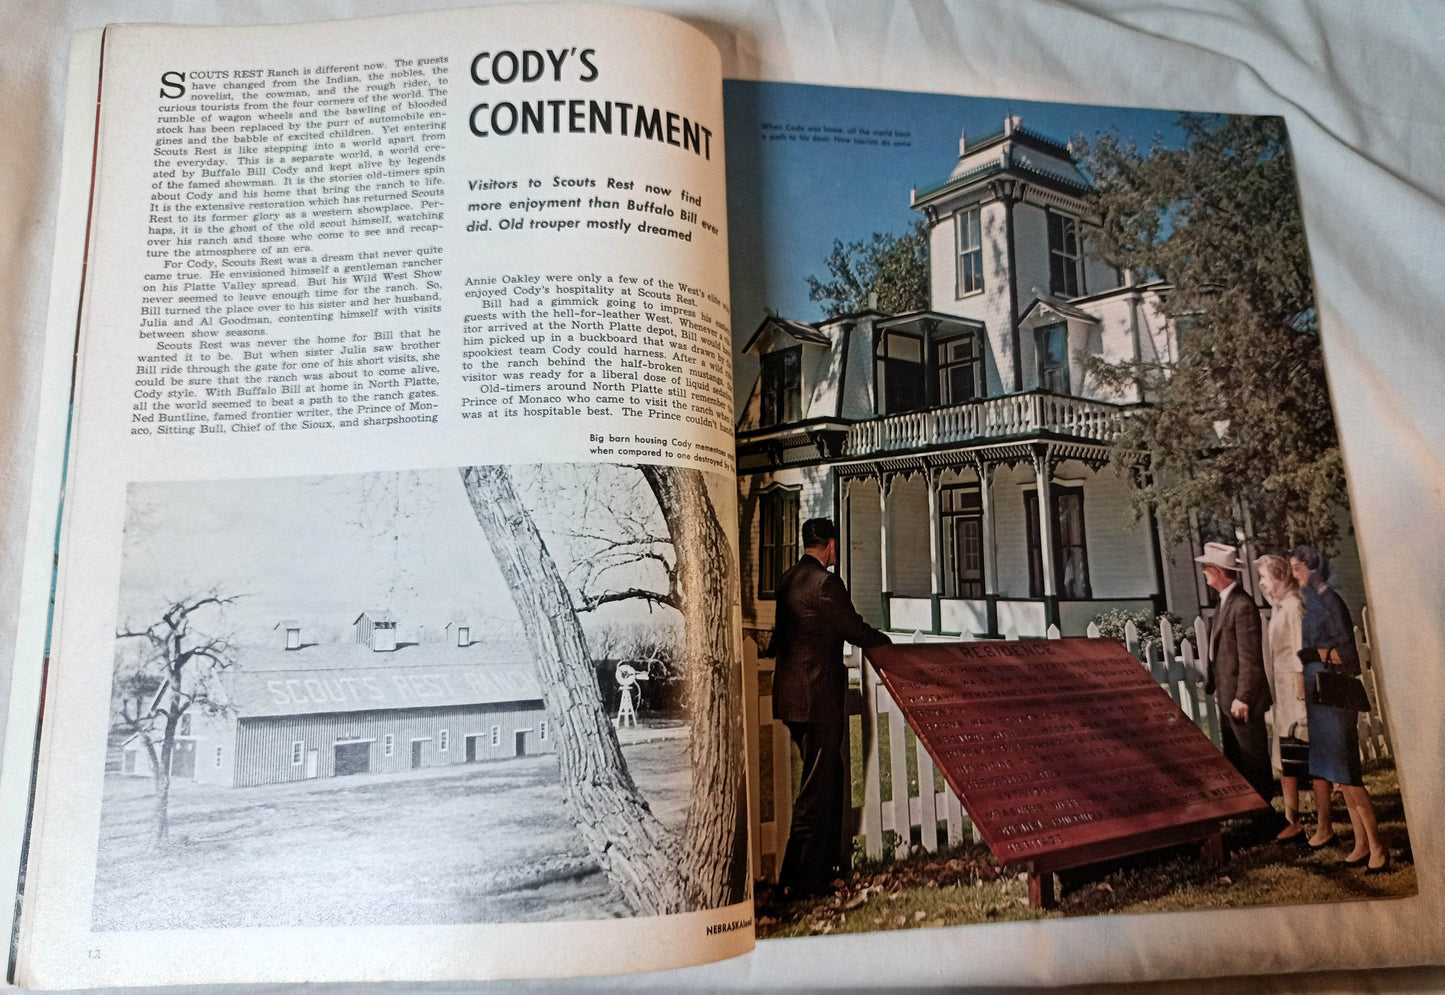 SCOUTS REST Ranch is different now. The guests
have changed from the Indian, the nobles, the
novelist, the cowman, and the rough rider, to
curious tourists from the four corners of the world. The
rumble of wagon wheels and the bawling of blooded
stock has been replaced by the purr of automobile en-
gines and the babble of excited children. Yet entering
Scouts Rest is like stepping into a world apart from
the everyday. This is a separate world, a world cre-
ated by Buffalo Bill Cody and kept alive by legends
of the famed showman. It is the stories old-timers spin
about Cody and his home that bring the ranch to life.
It is the extensive restoration which has returned Scouts
Rest to its former glory as a western showplace. Per-
haps, it is the ghost of the old scout himself, watching
over his ranch and those who come to see and recap-
ture the atmosphere of an era.
For Cody, Scouts Rest was a dream that never quite
came true. He envisioned himself a gentleman rancher
on his Platte Valley spread. But his Wild West Show
never seemed to leave enough time for the ranch. So,
Bill turned the place over to his sister and her husband,
Julia and Al Goodman, contenting himself with visits
between show seasons.
Scouts Rest was never the home for Bill that he
wanted it to be. But when sister Julia saw brother
Bill ride through the gate for one of his short visits, she
could be sure that the ranch was about to come alive,
Cody style. With Buffalo Bill at home in North Platte,
all the world seemed to beat a path to the ranch gates.
Ned Buntline, famed frontier writer, the Prince of Mon-
aco, Sitting Bull, Chief of the Sioux, and sharpshooting
CODY'S
CONTENTMENT
Visitors to Scouts Rest now find
more enjoyment than Buffalo Bill ever
did. Old trouper mostly dreamed
Annie Oakley were only a few of the West's elite
enjoyed Cody's hospitality at Scouts Rest.
Bill had a gimmick going to impress his
guests with the hell-for-leather West. Whenever a
itor arrived at the North Platte depot, Bill would
him picked up in a buckboard that was drawn by
spookiest team Cody could harness. After a wild
to the ranch behind the half-broken mustangs,
visitor was ready for a liberal dose of liquid
Old-timers around North Platte still remember
Prince of Monaco who came to visit the ranch when
was at its hospitable best. The Prince couldn't
Big barn housing Cody mementoes
when compared to one destroyed by
SCOUTS
12
NEBRASKAland
When Cody was home, all the world beat
a path to his door. Now tourists do same
RESIDENCE